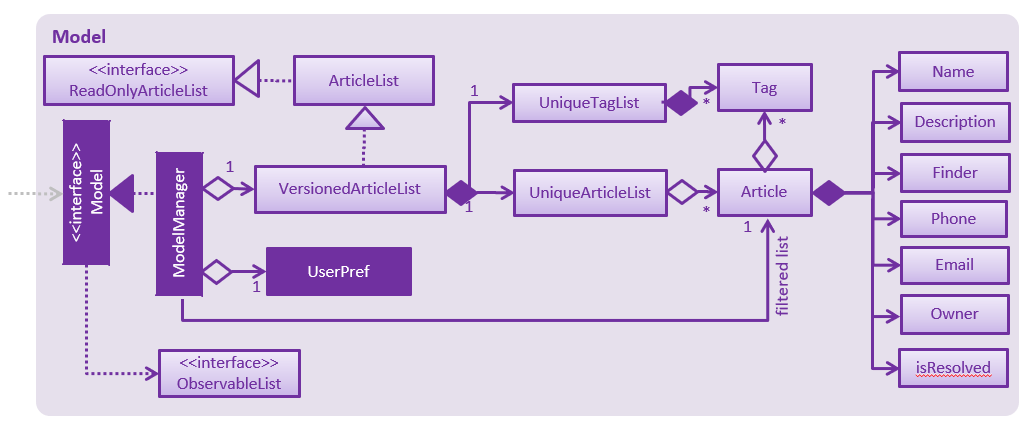 Model
<<interface>>
ReadOnlyArticleList
ArticleList
<<interface>>
Model
ModelManager
1
VersionedArticleList
1
UniqueTagList
*
Tag
*
1
UniqueArticleList
*
Article
1
filtered list
1
UserPref
<<interface>>
ObservableList
Name
Description
Finder
Phone
Email
Owner
isResolved